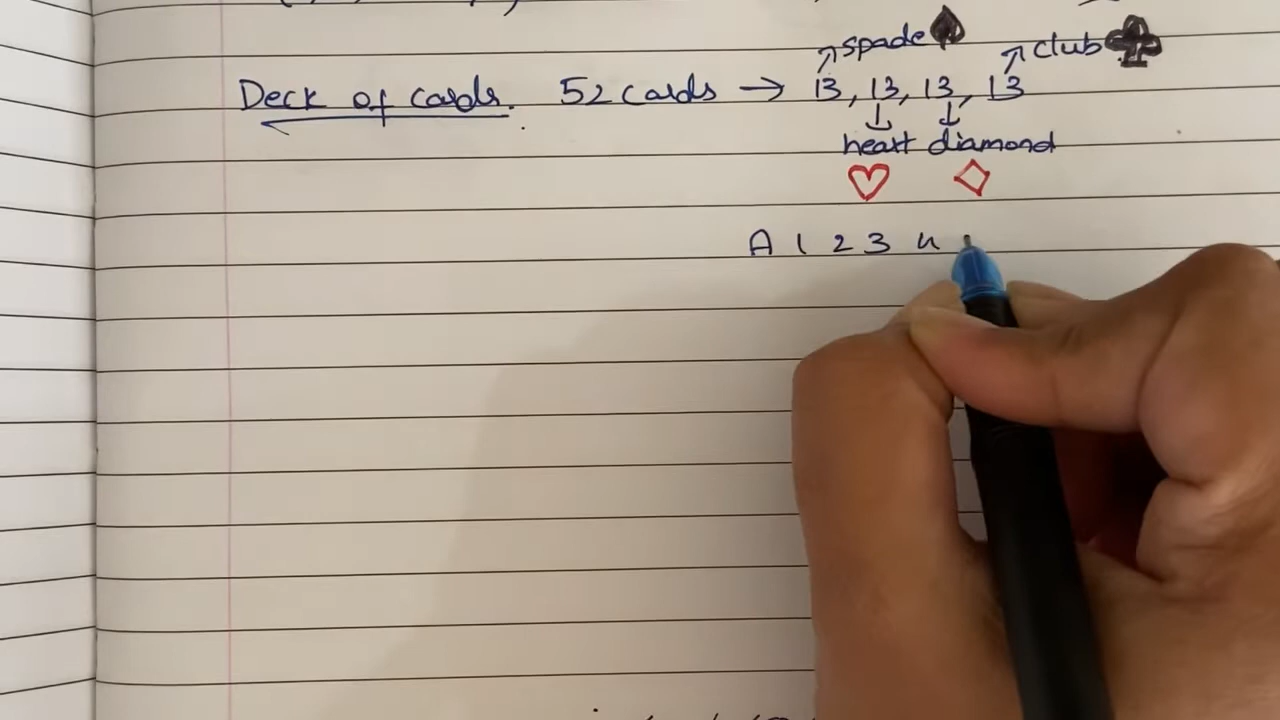 spade♠ club♣
Deck of cards. 52 cards → 13, 13, 13, 13
heart diamond
A 1 2 3 4